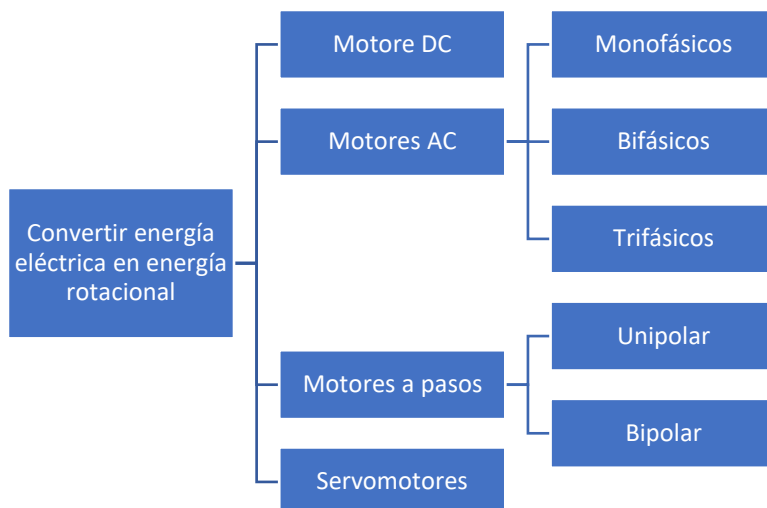 Convertir energía
eléctrica en energía
rotacional
Motore DC
Motores AC
Monofásicos
Bifásicos
Trifásicos
Motores a pasos
Unipolar
Bipolar
Servomotores